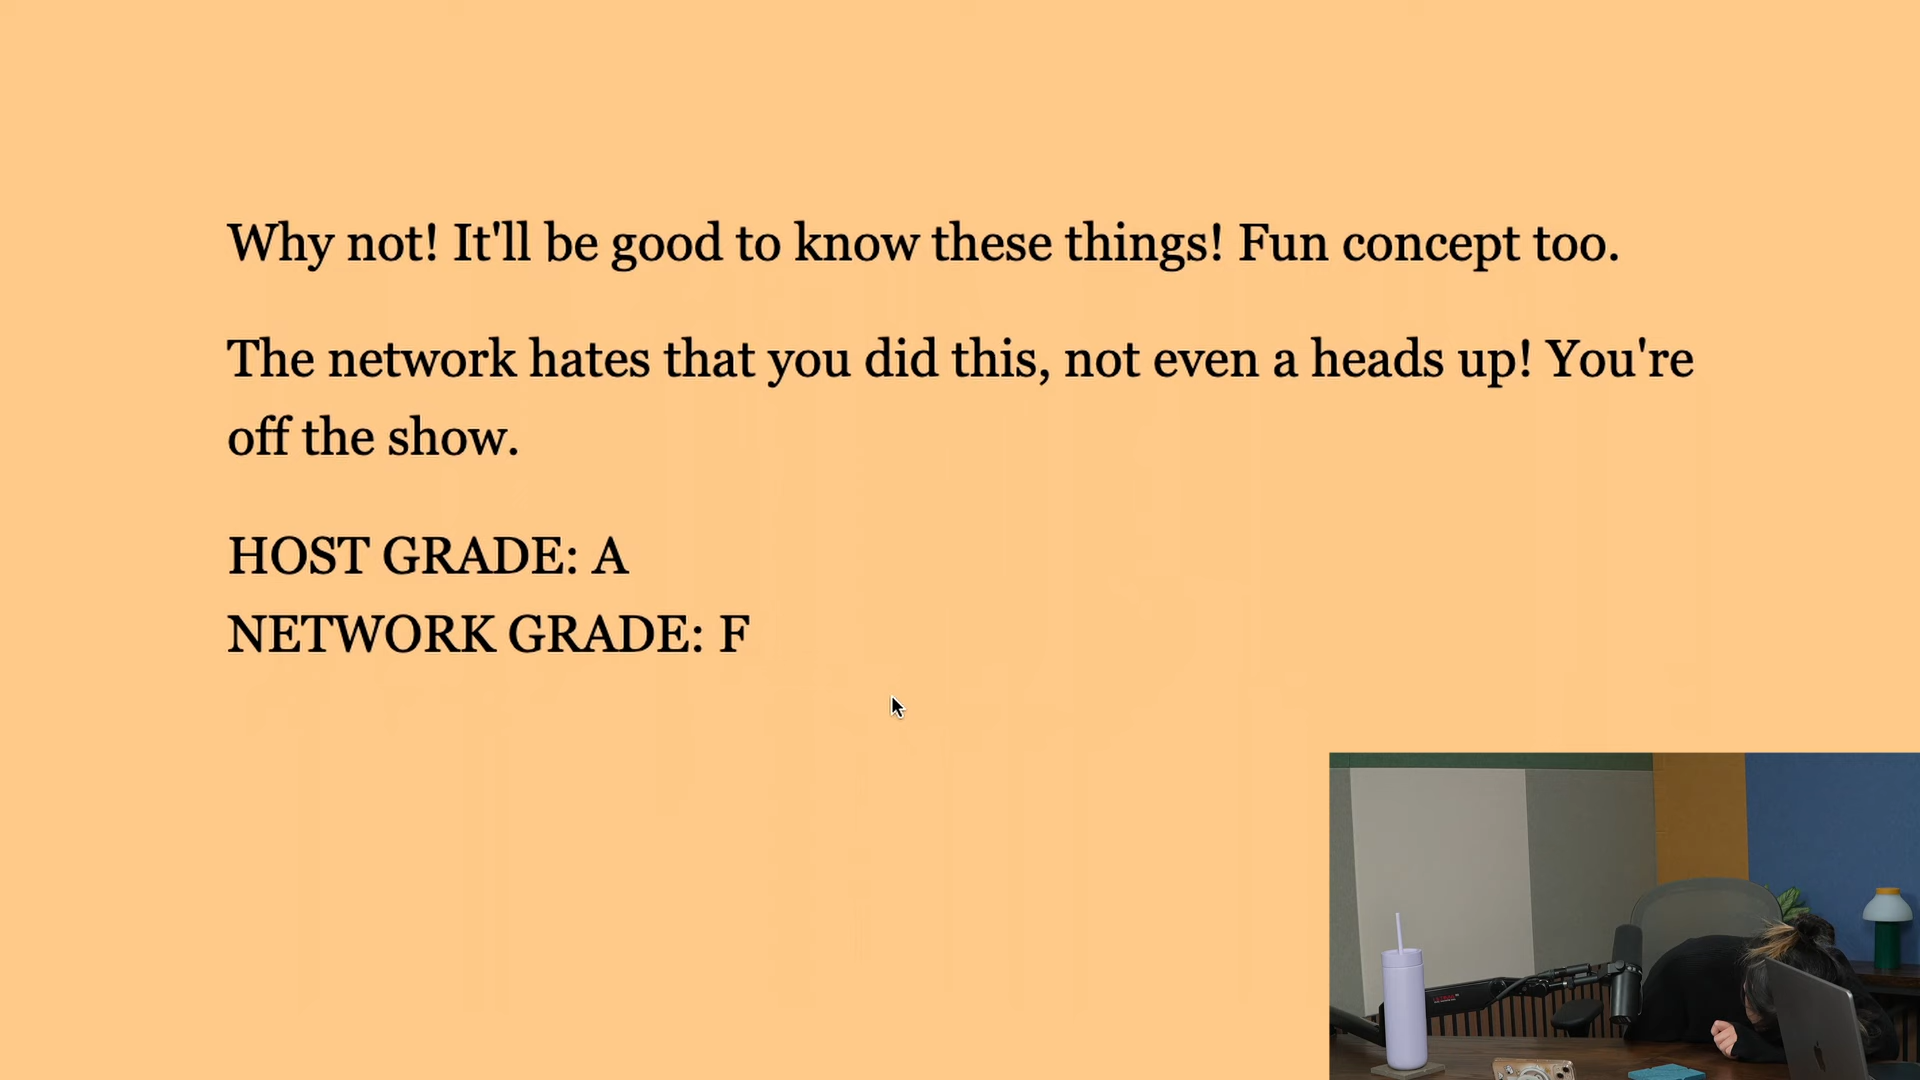 Why not! It'll be good to know these things! Fun concept too.
The network hates that you did this, not even a heads up! You're
off the show.
HOST GRADE: A
NETWORK GRADE: F